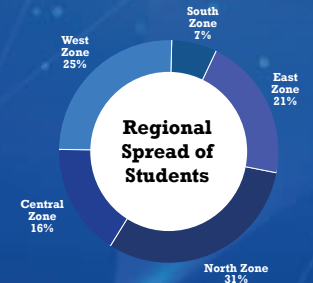 South
Zone
7%
West
Zone
25%
East
Zone
21%
Regional
Spread of
Students
Central
Zone
16%
North Zone
31%